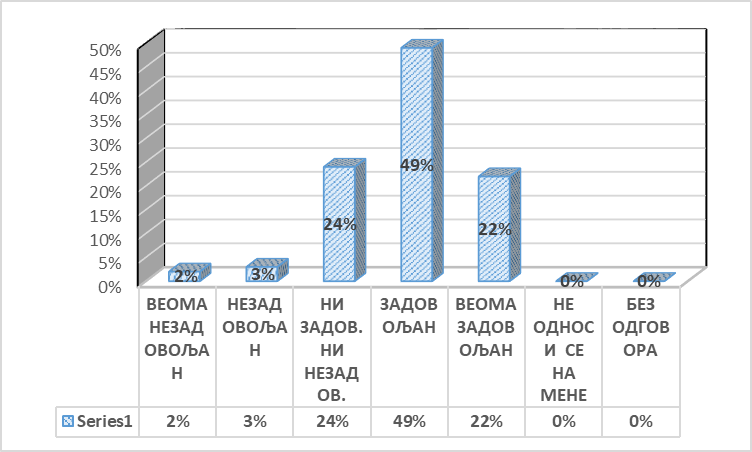 50%
45%
40%
35%
30%
25%
20%
15%
10%
5%
0%
2%
3%
24%
49%
22%
0%
0%
ВЕОМА
НЕЗАД
ОВОЉА
Н
НЕЗАД
ОВОЉА
Н
НИ
ЗАДОВ.
НИ
НЕЗАД
ОВ.
ЗАДОВ
ОЉАН
ВЕОМА
ЗАДОВ
ОЉАН
НЕ
ОДНОС
И СЕ
НА
МЕНЕ
БЕЗ
ОДГОВ
ОРА
Series1 2% 3% 24% 49% 22% 0% 0%